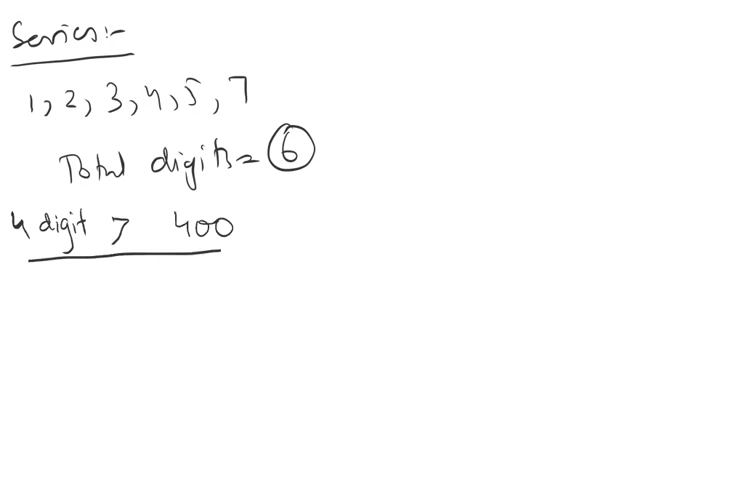 Series:-
1, 2, 3, 4, 5, 7
Total digits = 6
4 digit > 400